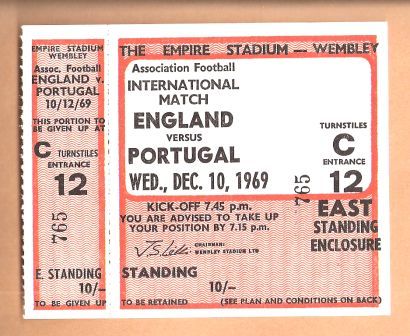 EMPIRE STADIUM
WEMBLEY
Assoc. Football
ENGLAND v.
PORTUGAL
10/12/69
THIS PORTION TO
BE GIVEN UP AT
C TURNSTILES
ENTRANCE
12
765
E. STANDING
10/-
TO BE GIVEN UP
THE EMPIRE STADIUM — WEMBLEY
Association Football
INTERNATIONAL
MATCH
ENGLAND
VERSUS
PORTUGAL
WED., DEC. 10, 1969
KICK-OFF 7.45 p.m.
YOU ARE ADVISED TO TAKE UP
YOUR POSITION BY 7.15 p.m.
CHAIRMAN:
WEMBLEY STADIUM LTD
STANDING
10/-
TO BE RETAINED
(SEE PLAN AND CONDITIONS ON BACK)
TURNSTILES
C
ENTRANCE
12
765
EAST
STANDING
ENCLOSURE